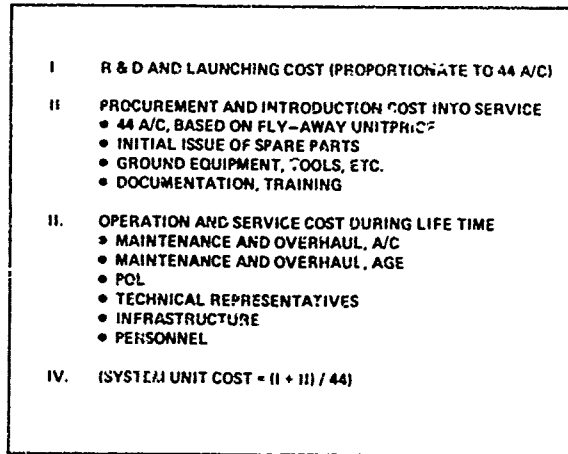 I R & D AND LAUNCHING COST (PROPORTIONATE TO 44 A/C)
II PROCUREMENT AND INTRODUCTION COST INTO SERVICE
• 44 A/C, BASED ON FLY-AWAY UNITPRICE
• INITIAL ISSUE OF SPARE PARTS
• GROUND EQUIPMENT, TOOLS, ETC.
• DOCUMENTATION, TRAINING
II. OPERATION AND SERVICE COST DURING LIFE TIME
• MAINTENANCE AND OVERHAUL, A/C
• MAINTENANCE AND OVERHAUL, AGE
• POL
• TECHNICAL REPRESENTATIVES
• INFRASTRUCTURE
• PERSONNEL
IV. (SYSTEM UNIT COST = (I + II) / 44)